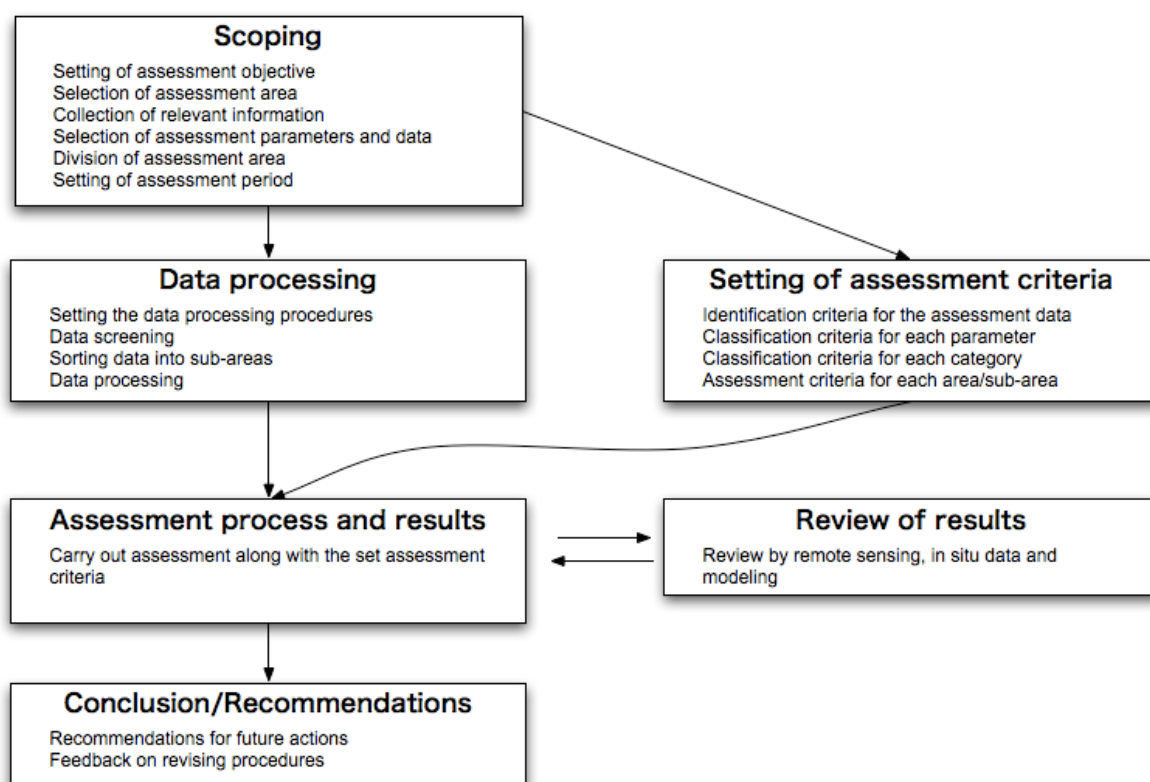 Scoping
Setting of assessment objective
Selection of assessment area
Collection of relevant information
Selection of assessment parameters and data
Division of assessment area
Setting of assessment period
Data processing
Setting the data processing procedures
Data screening
Sorting data into sub-areas
Data processing
Setting of assessment criteria
Identification criteria for the assessment data
Classification criteria for each parameter
Classification criteria for each category
Assessment criteria for each area/sub-area
Assessment process and results
Carry out assessment along with the set assessment
criteria
Review of results
Review by remote sensing, in situ data and
modeling
Conclusion/Recommendations
Recommendations for future actions
Feedback on revising procedures